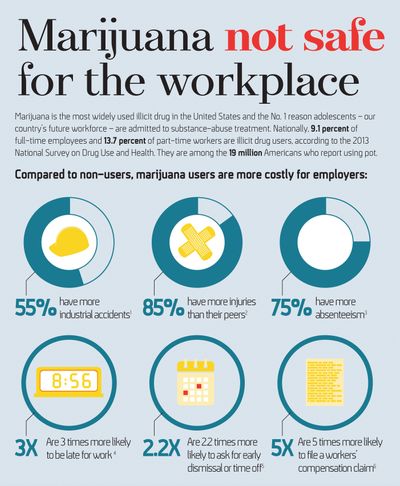 Marijuana not safe
for the workplace
Marijuana is the most widely used illicit drug in the United States and the No. 1 reason adolescents – our
country's future workforce – are admitted to substance-abuse treatment. Nationally, 9.1 percent of
full-time employees and 13.7 percent of part-time workers are illicit drug users, according to the 2013
National Survey on Drug Use and Health. They are among the 19 million Americans who report using pot.
Compared to non-users, marijuana users are more costly for employers:
55% have more
industrial accidents1
85% have more injuries
than their peers2
75% have more
absenteeism3
8:56
3X Are 3 times more likely
to be late for work 4
2.2X Are 2.2 times more
likely to ask for early
dismissal or time off5
5X Are 5 times more likely
to file a workers'
compensation claim6